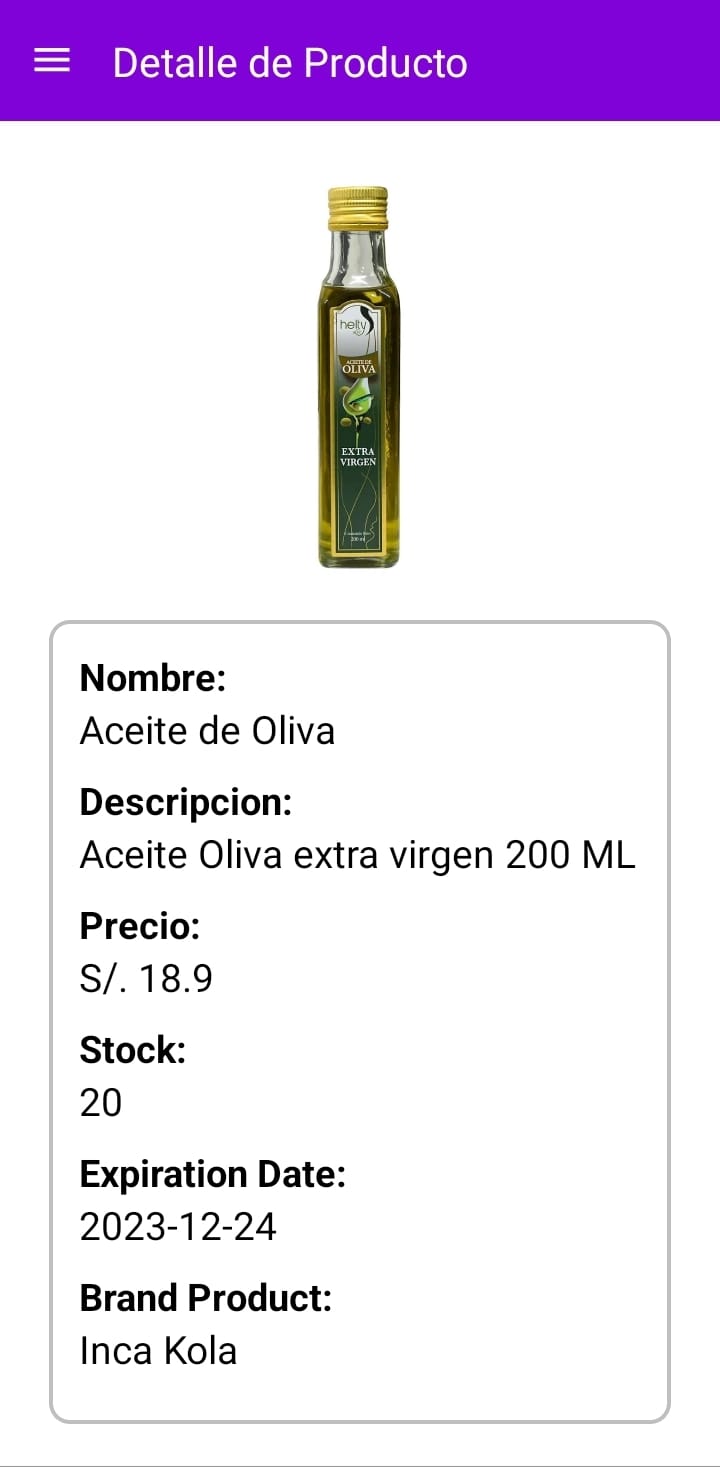 Detalle de Producto
helty
ACEITE DE
OLIVA
EXTRA
VIRGEN
200 ml
Nombre:
Aceite de Oliva
Descripcion:
Aceite Oliva extra virgen 200 ML
Precio:
S/. 18.9
Stock:
20
Expiration Date:
2023-12-24
Brand Product:
Inca Kola